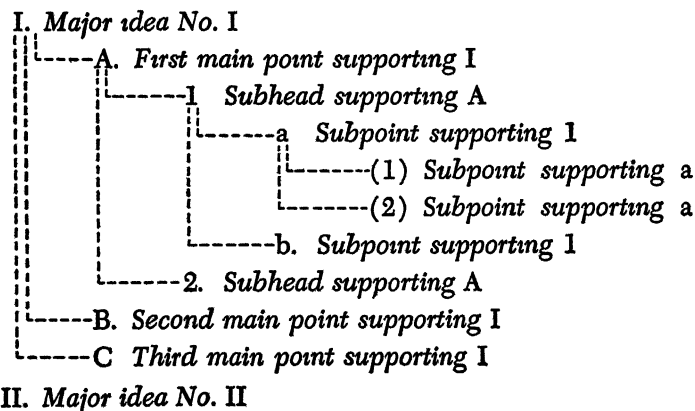 I. Major idea No. I
A. First main point supporting I
1 Subhead supporting A
a Subpoint supporting 1
(1) Subpoint supporting a
(2) Subpoint supporting a
b. Subpoint supporting 1
2. Subhead supporting A
B. Second main point supporting I
C Third main point supporting I
II. Major idea No. II